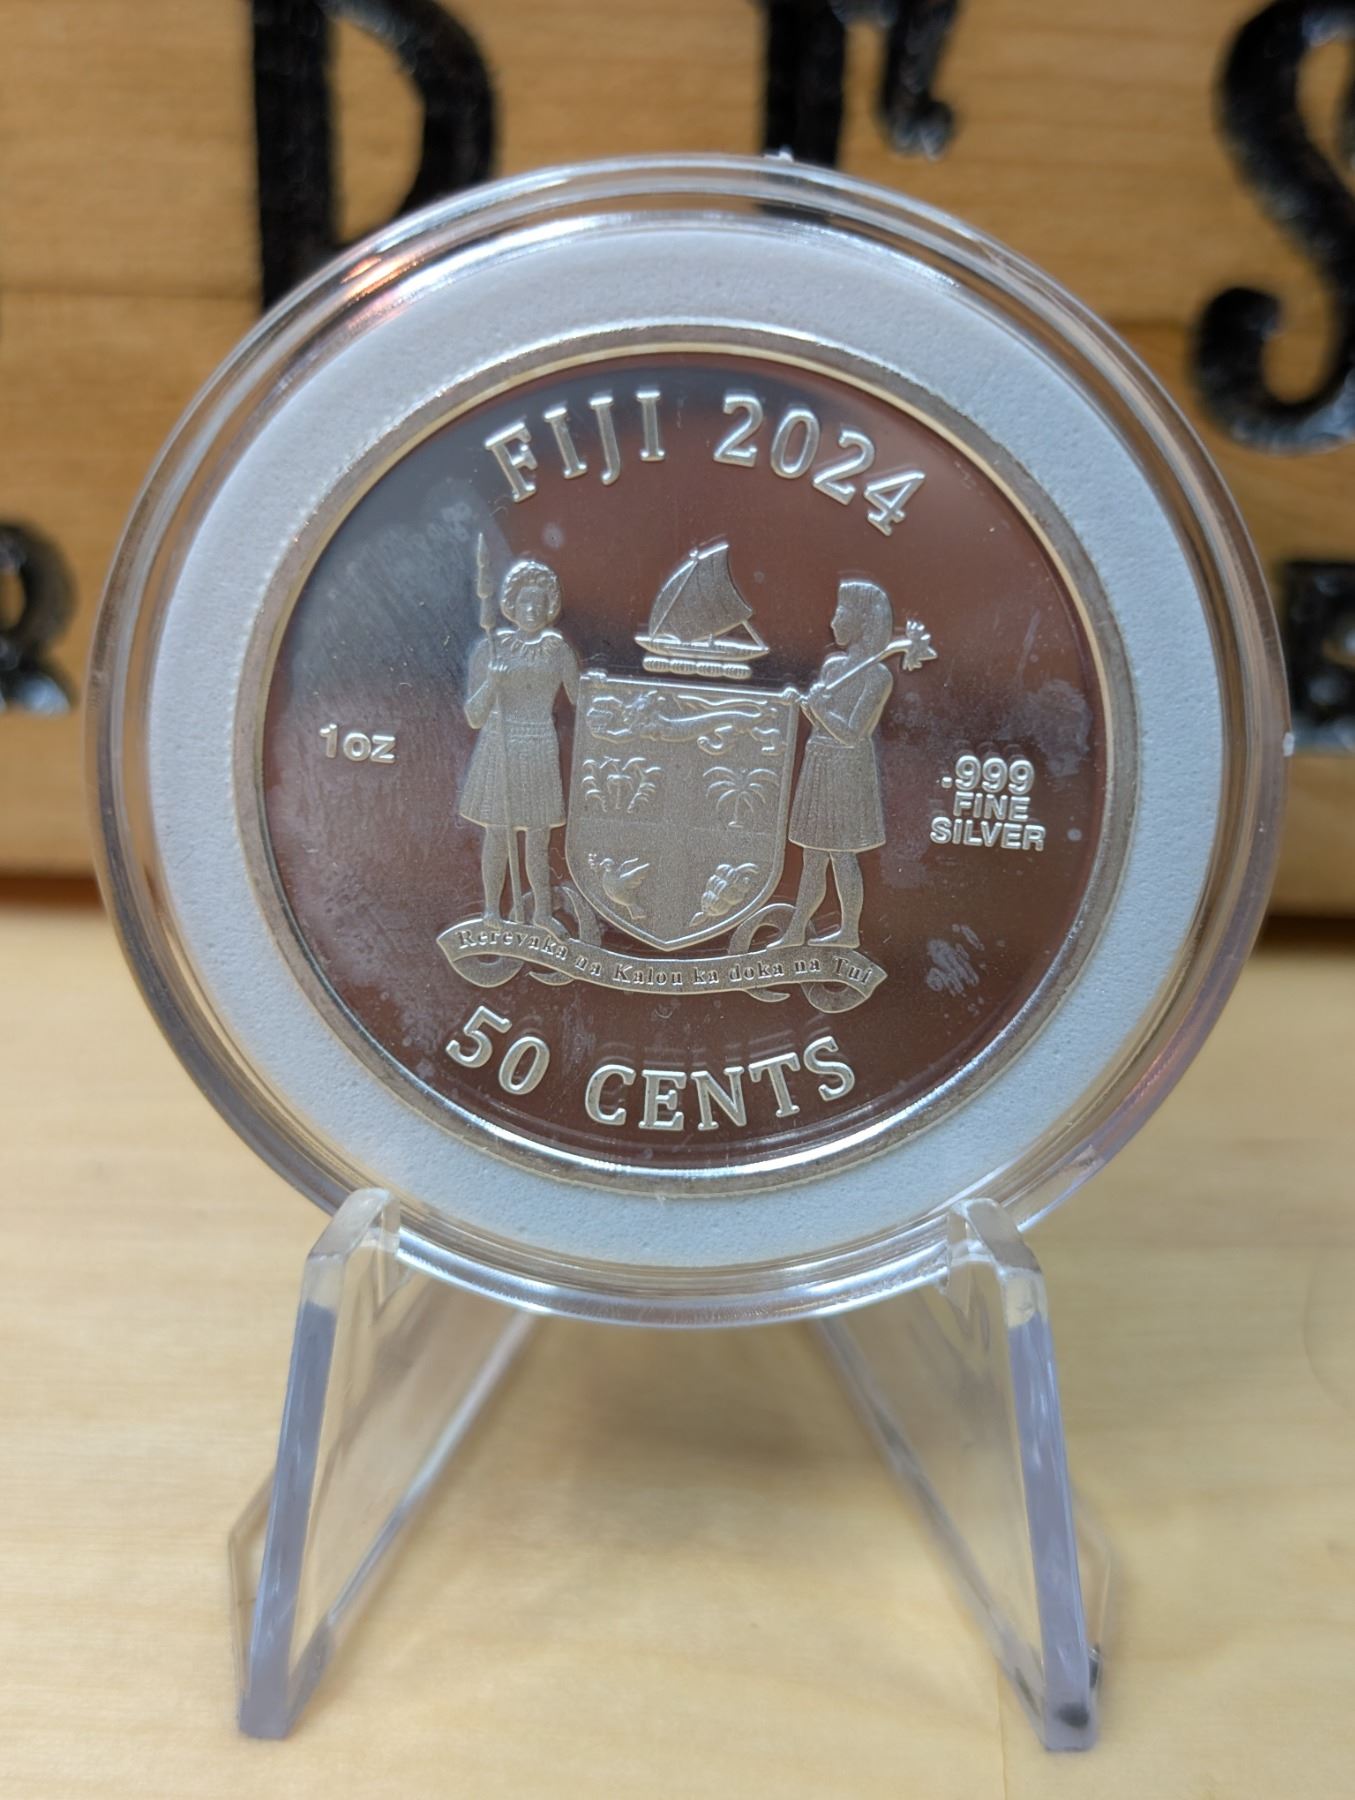 FIJI 2024
1oz
.999
FINE
SILVER
Rerevaka na Kalou ka doka na Tui
50 CENTS